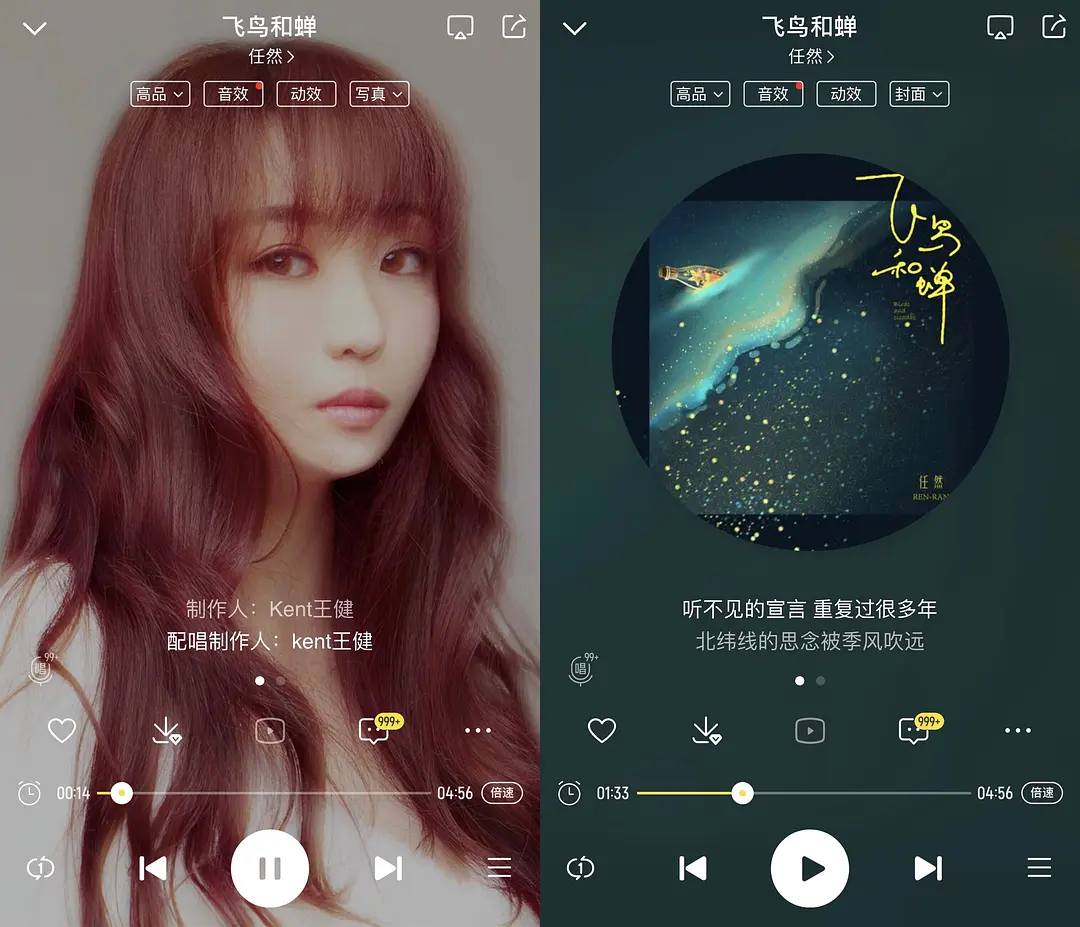 飞鸟和蝉
任然
高品
音效
动效
写真
制作人：Kent王健
配唱制作人：kent王健
唱
99+
999+
00:14
04:56
倍速
1
飞鸟和蝉
任然
高品
音效
动效
封面
飞鸟
和蝉
Birds
and
cicadas
任然
REN-RAN
听不见的宣言 重复过很多年
北纬线的思念被季风吹远
唱
99+
999+
01:33
04:56
倍速
1